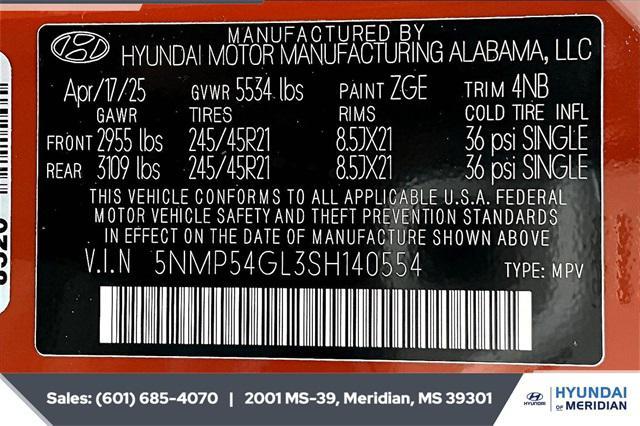 MANUFACTURED BY
HYUNDAI MOTOR MANUFACTURING ALABAMA, LLC
Apr/17/25 GVWR 5534 lbs PAINT ZGE TRIM 4NB
GAWR TIRES RIMS COLD TIRE INFL
FRONT 2955 lbs 245/45R21 8.5JX21 36 psi SINGLE
REAR 3109 lbs 245/45R21 8.5JX21 36 psi SINGLE
THIS VEHICLE CONFORMS TO ALL APPLICABLE U.S.A. FEDERAL
MOTOR VEHICLE SAFETY AND THEFT PREVENTION STANDARDS
IN EFFECT ON THE DATE OF MANUFACTURE SHOWN ABOVE.
V.I.N 5NMP54GL3SH140554 TYPE: MPV
Sales: (601) 685-4070 | 2001 MS-39, Meridian, MS 39301
HYUNDAI
HYUNDAI
OF MERIDIAN